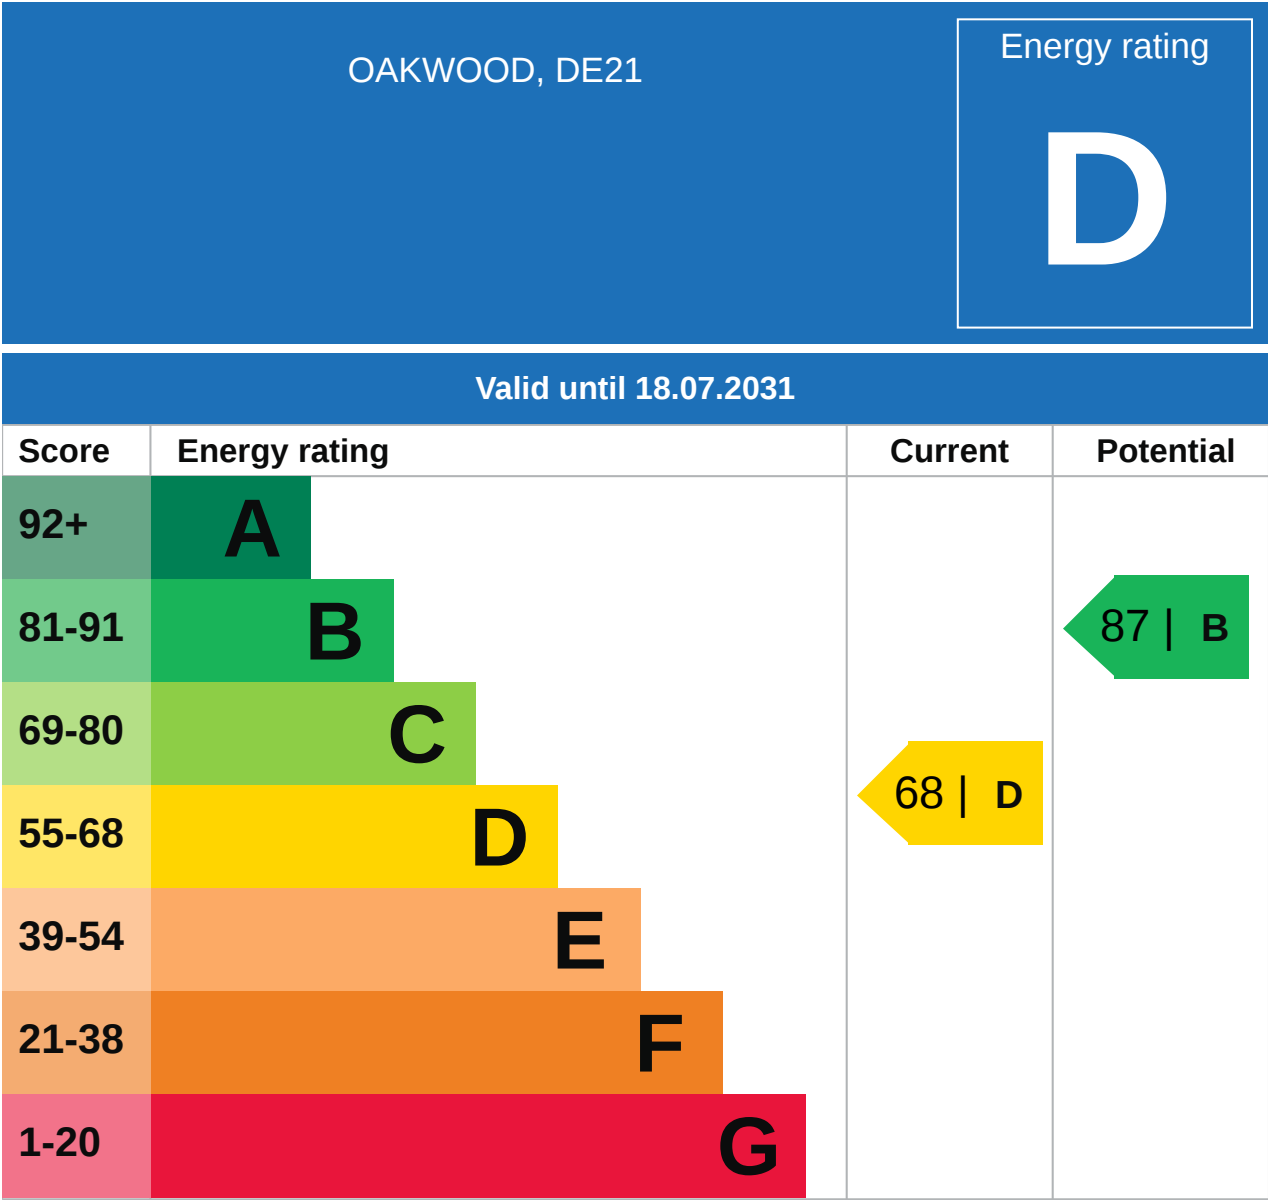 OAKWOOD, DE21
Energy rating
D
Valid until 18.07.2031
Score Energy rating Current Potential
92+ A
81-91 B 87 | B
69-80 C
68 | D
55-68 D
39-54 E
21-38 F
1-20 G